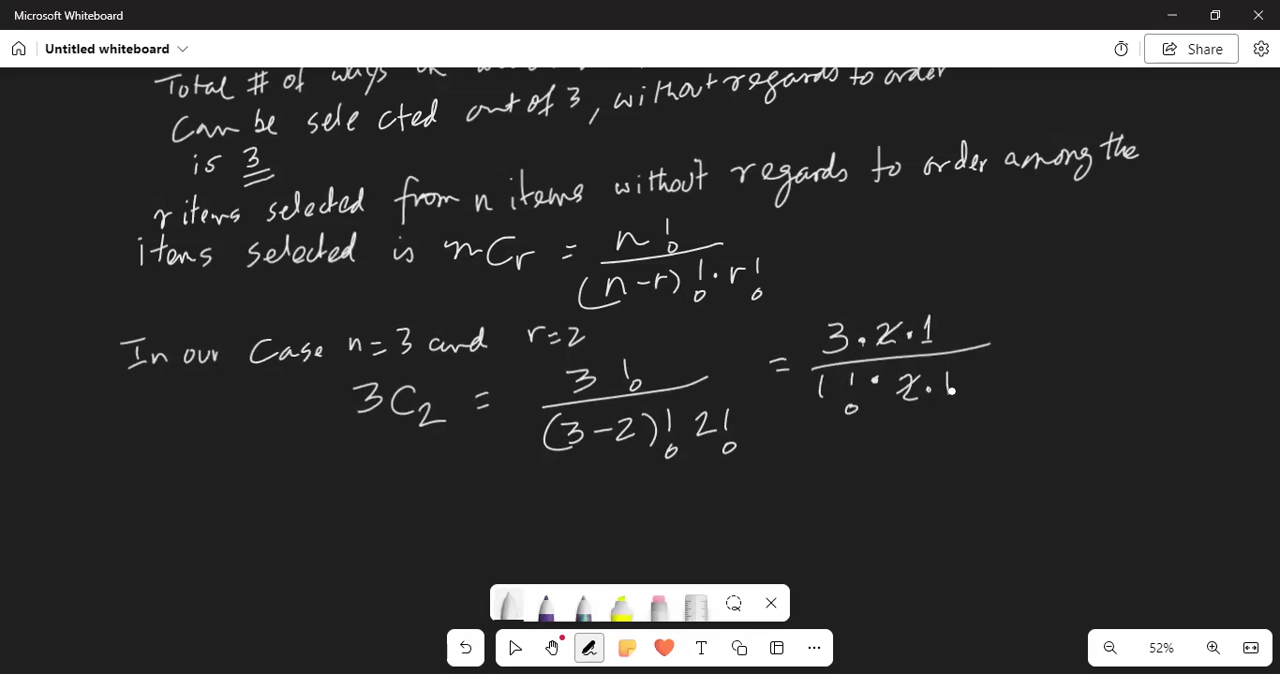 Microsoft Whiteboard
Untitled whiteboard
Share
Total # of ways
Can be selected out of 3, without regards to order
is 3
r items selected from n items without regards to order among the
items selected is nCr = n! / (n-r)! · r!
In our Case n=3 and r=2
3C2 = 3! / (3-2)! 2! = 3·2·1 / 1!·2·1
52%